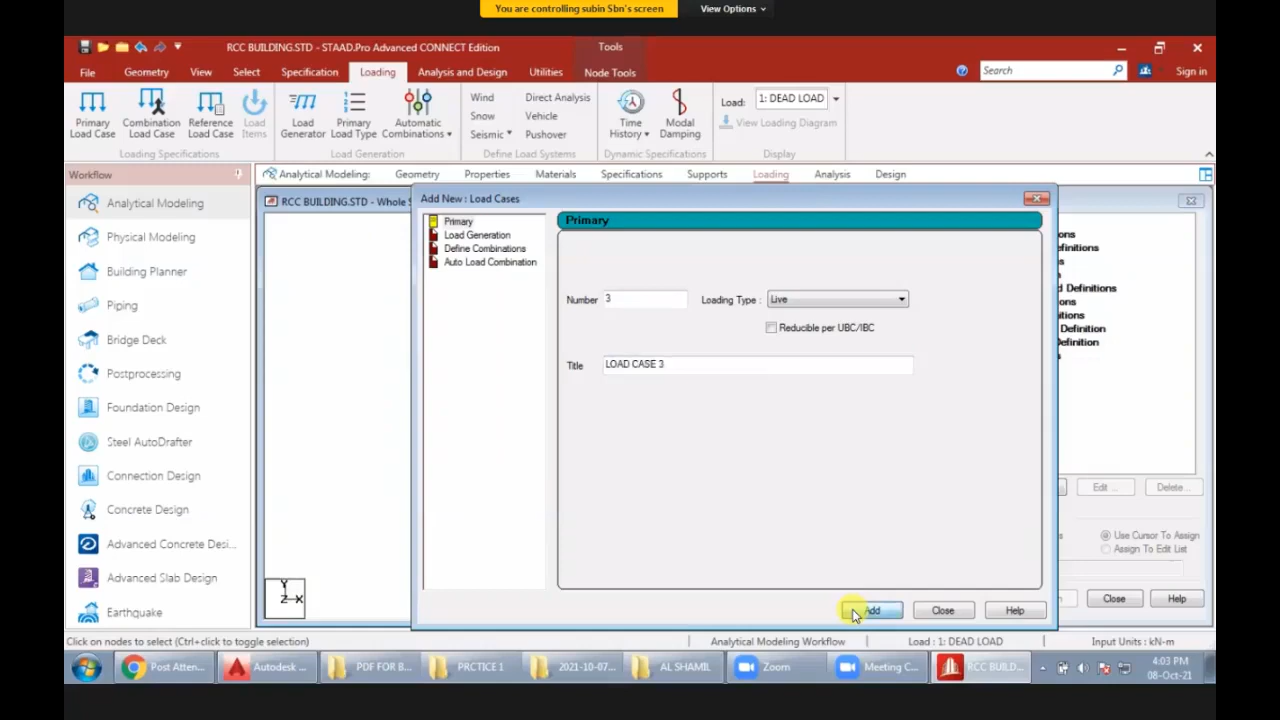 You are controlling subin Sbn's screen
View Options
RCC BUILDING.STD - STAAD.Pro Advanced CONNECT Edition
Tools
File
Geometry
View
Select
Specification
Loading
Analysis and Design
Utilities
Node Tools
Search
Sign in
Primary Load Case
Combination Load Case
Reference Load Case
Load Items
Loading Specifications
Load Generator
Primary Load Type
Automatic Combinations
Load Generation
Wind
Snow
Seismic
Direct Analysis
Vehicle
Pushover
Define Load Systems
Time History
Modal Damping
Dynamic Specifications
Load:
1: DEAD LOAD
View Loading Diagram
Display
Workflow
Analytical Modeling:
Geometry
Properties
Materials
Specifications
Supports
Loading
Analysis
Design
Analytical Modeling
Physical Modeling
Building Planner
Piping
Bridge Deck
Postprocessing
Foundation Design
Steel AutoDrafter
Connection Design
Concrete Design
Advanced Concrete Desi...
Advanced Slab Design
Earthquake
RCC BUILDING.STD - Whole S
Add New : Load Cases
Primary
Load Generation
Define Combinations
Auto Load Combination
Primary
Number
3
Loading Type :
Live
Reducible per UBC/IBC
Title
LOAD CASE 3
Add
Close
Help
ons
efinitions
s
d Definitions
ons
itions
Definition
efinition
s
Edit ...
Delete...
s
Use Cursor To Assign
Assign To Edit List
n
Close
Help
Y
Z
X
Click on nodes to select (Ctrl+click to toggle selection)
Analytical Modeling Workflow
Load : 1: DEAD LOAD
Input Units : kN-m
Post Atten...
Autodesk ...
PDF FOR B...
PRCTICE 1
2021-10-07...
AL SHAMIL
Zoom
Meeting C...
RCC BUILD...
4:03 PM
08-Oct-21